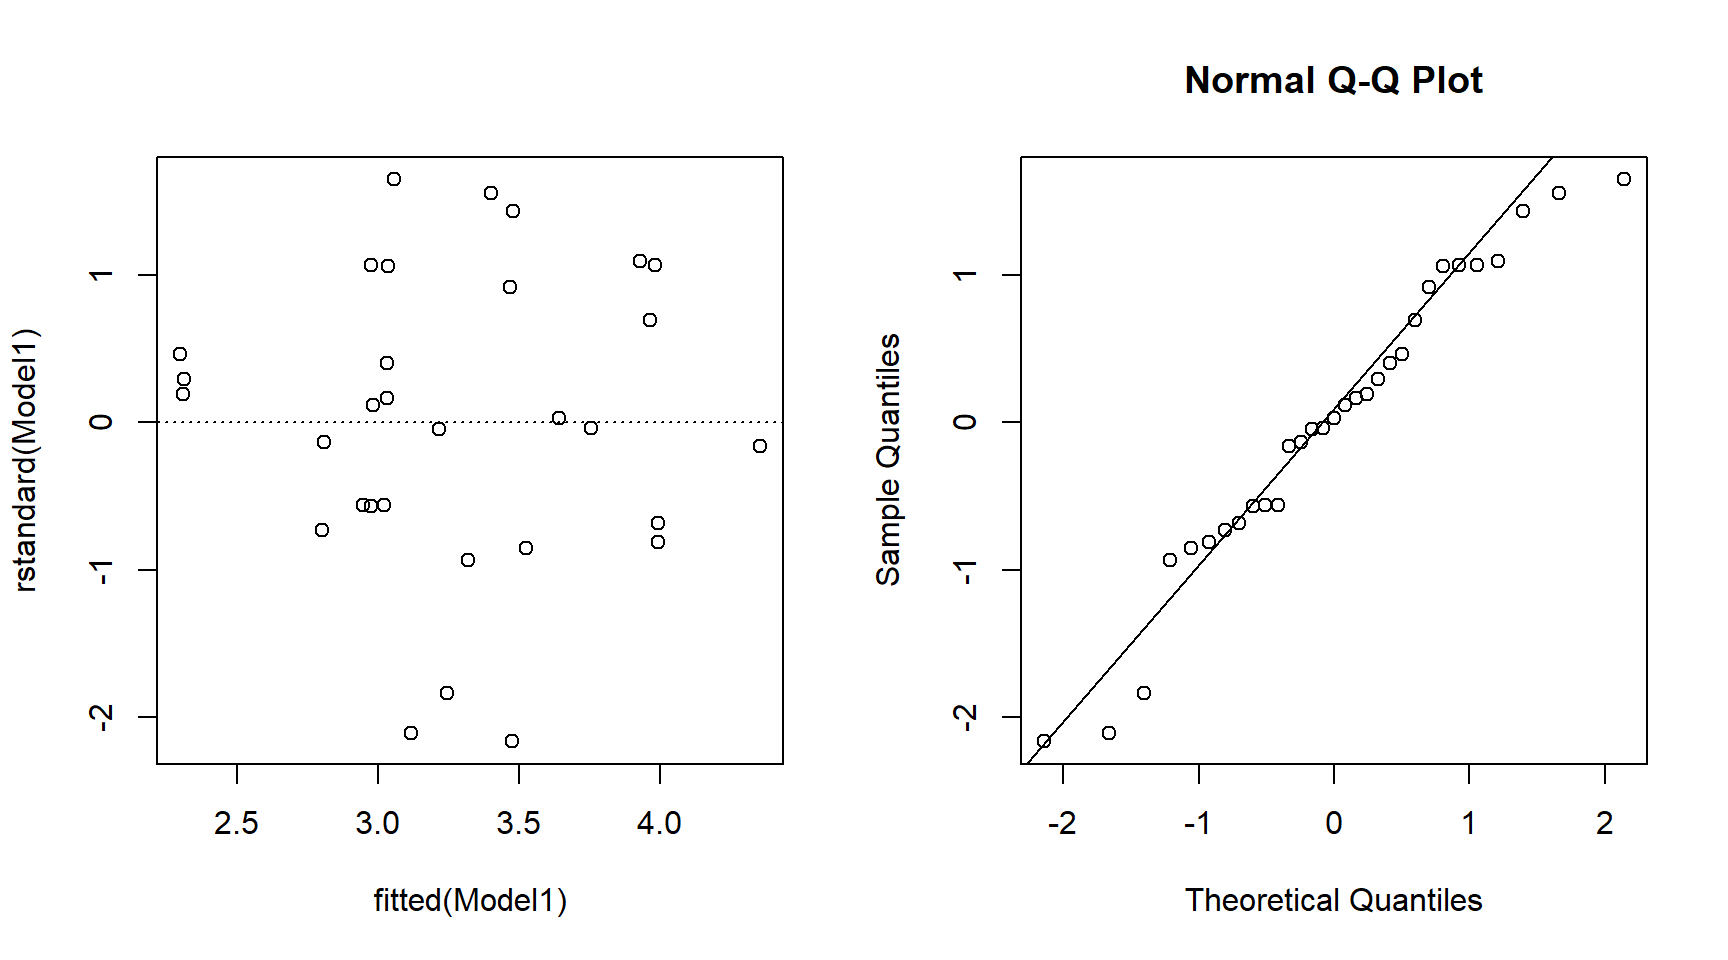 rstandard(Model1)
1
0
-1
-2
2.5 3.0 3.5 4.0
fitted(Model1)
Normal Q-Q Plot
Sample Quantiles
1
0
-1
-2
-2 -1 0 1 2
Theoretical Quantiles